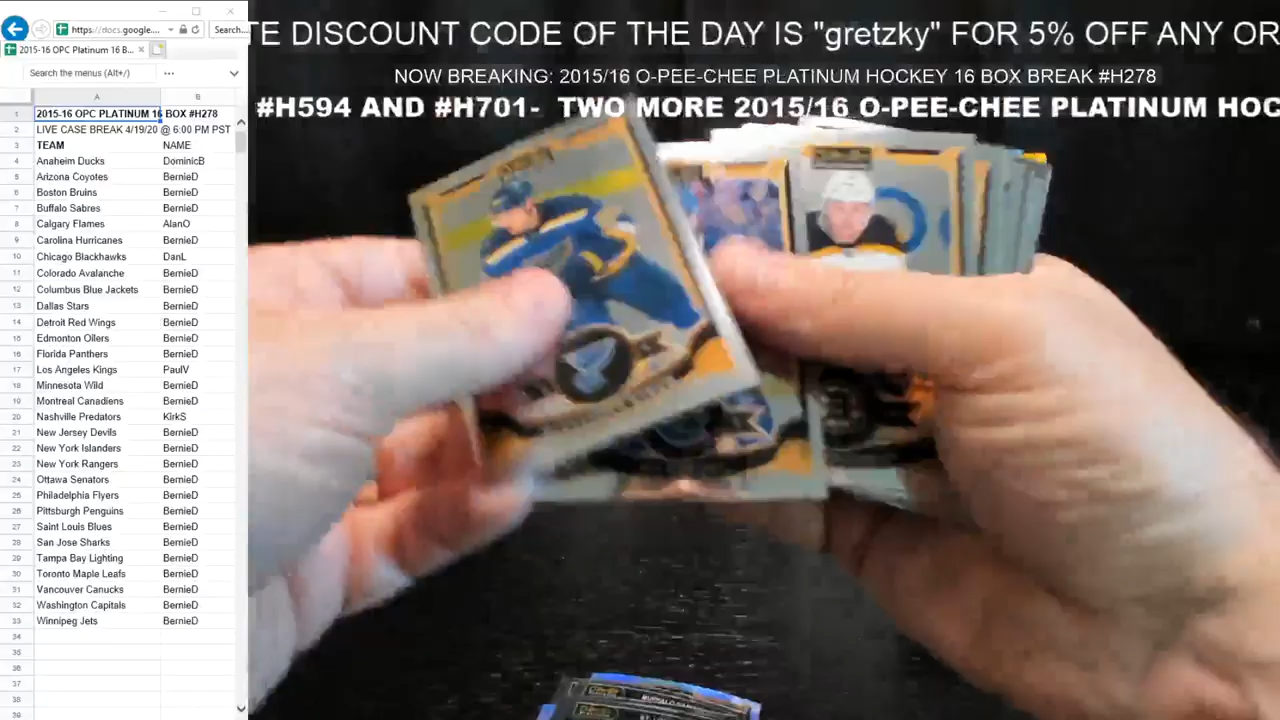 https://docs.google.... Search...
2015-16 OPC Platinum 16 B...
Search the menus (Alt+/) ...
A B
1 2015-16 OPC PLATINUM 16 BOX #H278
2 LIVE CASE BREAK 4/19/20 @ 6:00 PM PST
3 TEAM NAME
4 Anaheim Ducks DominicB
5 Arizona Coyotes BernieD
6 Boston Bruins BernieD
7 Buffalo Sabres BernieD
8 Calgary Flames AlanO
9 Carolina Hurricanes BernieD
10 Chicago Blackhawks DanL
11 Colorado Avalanche BernieD
12 Columbus Blue Jackets BernieD
13 Dallas Stars BernieD
14 Detroit Red Wings BernieD
15 Edmonton Oilers BernieD
16 Florida Panthers BernieD
17 Los Angeles Kings PaulV
18 Minnesota Wild BernieD
19 Montreal Canadiens BernieD
20 Nashville Predators KirkS
21 New Jersey Devils BernieD
22 New York Islanders BernieD
23 New York Rangers BernieD
24 Ottawa Senators BernieD
25 Philadelphia Flyers BernieD
26 Pittsburgh Penguins BernieD
27 Saint Louis Blues BernieD
28 San Jose Sharks BernieD
29 Tampa Bay Lighting BernieD
30 Toronto Maple Leafs BernieD
31 Vancouver Canucks BernieD
32 Washington Capitals BernieD
33 Winnipeg Jets BernieD
34
35
36
37
38
39
TE DISCOUNT CODE OF THE DAY IS "gretzky" FOR 5% OFF ANY OR
NOW BREAKING: 2015/16 O-PEE-CHEE PLATINUM HOCKEY 16 BOX BREAK #H278
#H594 AND #H701- TWO MORE 2015/16 O-PEE-CHEE PLATINUM HOC